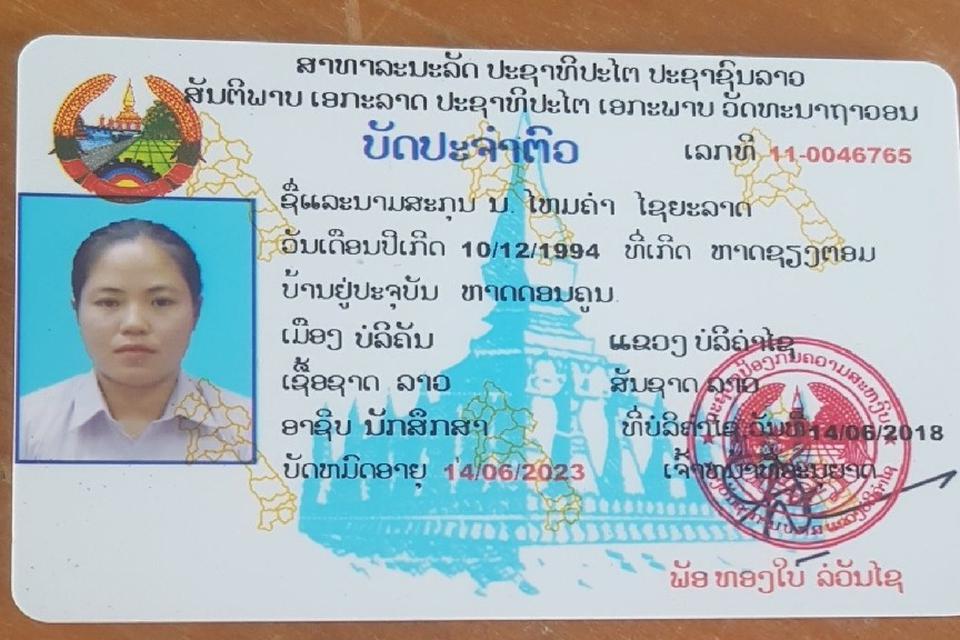 ສາທາລະນະລັດ ປະຊາທິປະໄຕ ປະຊາຊົນລາວ
ສັນຕິພາບ ເອກະລາດ ປະຊາທິປະໄຕ ເອກະພາບ ວັດທະນາຖາວອນ
ບັດປະຈຳຕົວ ເລກທີ 11-0046765
ຊື່ແລະນາມສະກຸນ ນ. ໄຫມຄຳ ໄຊຍະລາດ
ວັນເດືອນປີເກີດ 10/12/1994 ທີ່ເກີດ ຫາດຊຽງຕອມ
ບ້ານຢູ່ປະຈຸບັນ ຫາດດອນຄູນ
ເມືອງ ບໍລິຄັນ ແຂວງ ບໍລິຄຳໄຊ
ເຊື້ອຊາດ ລາວ ສັນຊາດ ລາວ
ອາຊີບ ນັກສຶກສາ ທີ່ບໍລິຄຳໄຊ ວັນທີ 14/06/2018
ບັດຫມົດອາຍຸ 14/06/2023 ເຈົ້າຫນ້າທີ່ອະນຸຍາດ
ພັອ ທອງໃບ ລໍວັນໄຊ